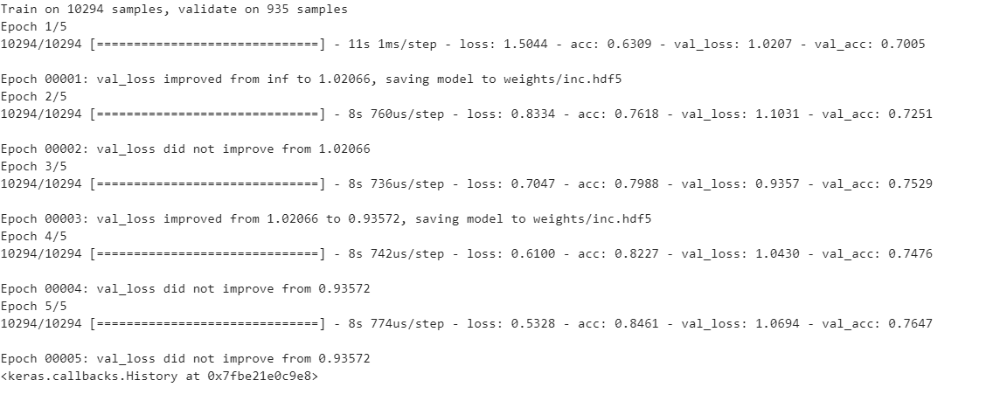 Train on 10294 samples, validate on 935 samples
Epoch 1/5
10294/10294 [==============================] - 11s 1ms/step - loss: 1.5044 - acc: 0.6309 - val_loss: 1.0207 - val_acc: 0.7005
Epoch 00001: val_loss improved from inf to 1.02066, saving model to weights/inc.hdf5
Epoch 2/5
10294/10294 [==============================] - 8s 760us/step - loss: 0.8334 - acc: 0.7618 - val_loss: 1.1031 - val_acc: 0.7251
Epoch 00002: val_loss did not improve from 1.02066
Epoch 3/5
10294/10294 [==============================] - 8s 736us/step - loss: 0.7047 - acc: 0.7988 - val_loss: 0.9357 - val_acc: 0.7529
Epoch 00003: val_loss improved from 1.02066 to 0.93572, saving model to weights/inc.hdf5
Epoch 4/5
10294/10294 [==============================] - 8s 742us/step - loss: 0.6100 - acc: 0.8227 - val_loss: 1.0430 - val_acc: 0.7476
Epoch 00004: val_loss did not improve from 0.93572
Epoch 5/5
10294/10294 [==============================] - 8s 774us/step - loss: 0.5328 - acc: 0.8461 - val_loss: 1.0694 - val_acc: 0.7647
Epoch 00005: val_loss did not improve from 0.93572
<keras.callbacks.History at 0x7fbe21e0c9e8>